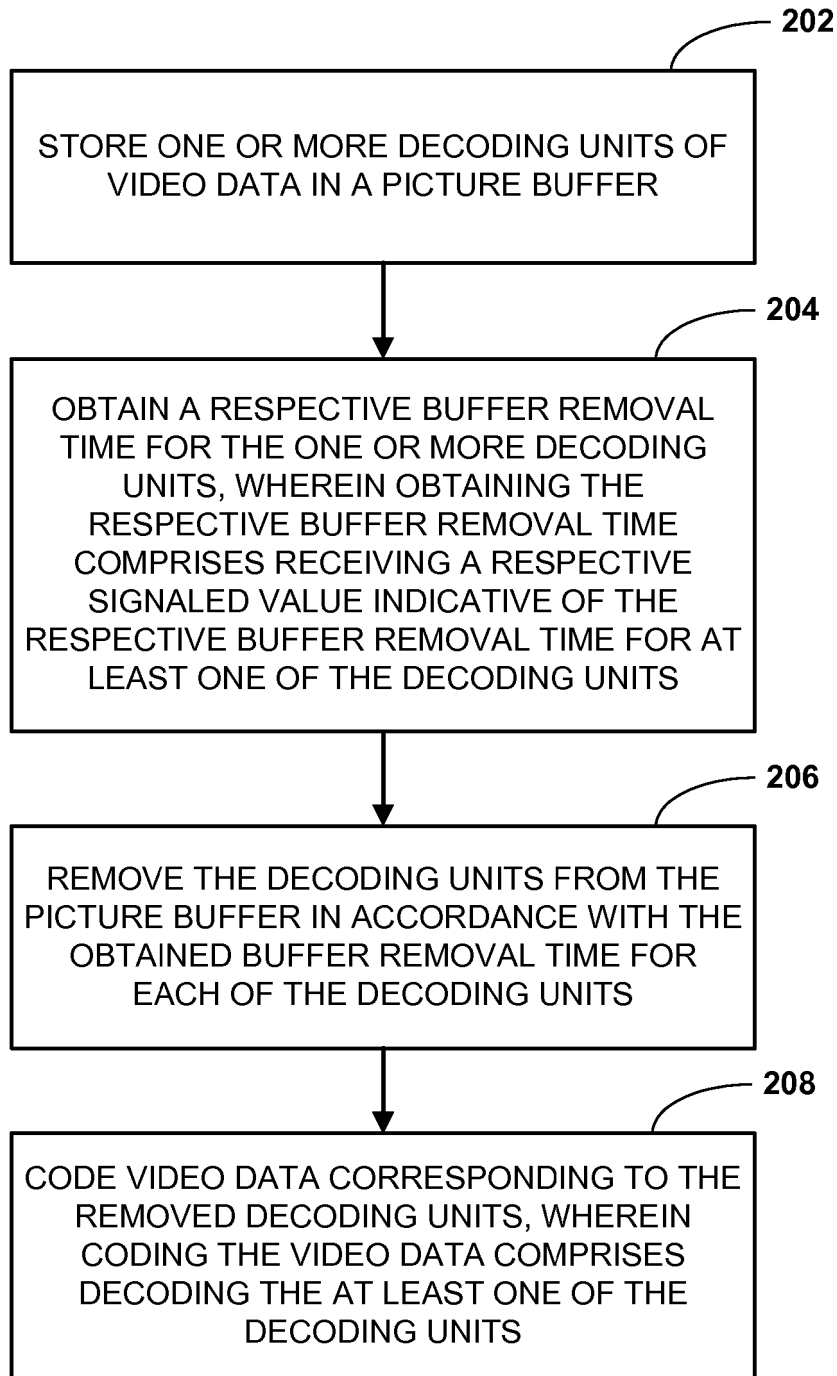 202
STORE ONE OR MORE DECODING UNITS OF
VIDEO DATA IN A PICTURE BUFFER
204
OBTAIN A RESPECTIVE BUFFER REMOVAL
TIME FOR THE ONE OR MORE DECODING
UNITS, WHEREIN OBTAINING THE
RESPECTIVE BUFFER REMOVAL TIME
COMPRISES RECEIVING A RESPECTIVE
SIGNALED VALUE INDICATIVE OF THE
RESPECTIVE BUFFER REMOVAL TIME FOR AT
LEAST ONE OF THE DECODING UNITS
206
REMOVE THE DECODING UNITS FROM THE
PICTURE BUFFER IN ACCORDANCE WITH THE
OBTAINED BUFFER REMOVAL TIME FOR
EACH OF THE DECODING UNITS
208
CODE VIDEO DATA CORRESPONDING TO THE
REMOVED DECODING UNITS, WHEREIN
CODING THE VIDEO DATA COMPRISES
DECODING THE AT LEAST ONE OF THE
DECODING UNITS